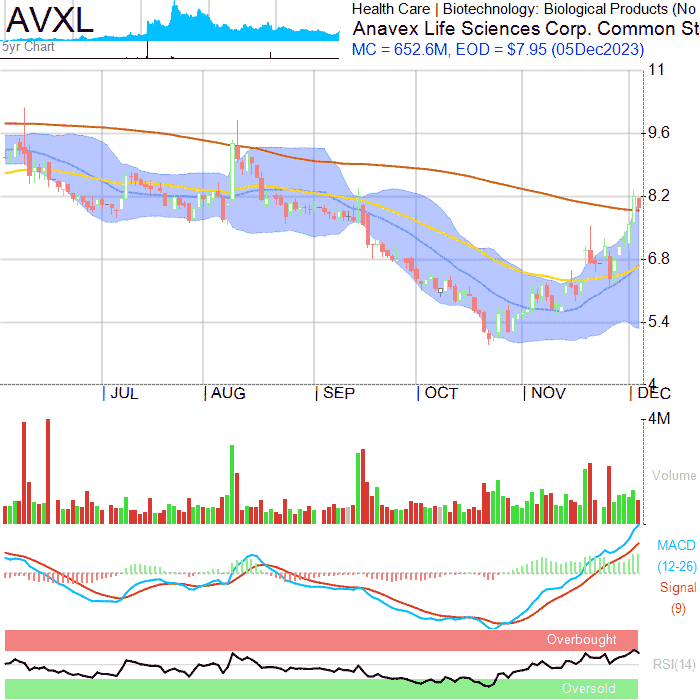 AVXL
5yr Chart
Health Care | Biotechnology: Biological Products (No
Anavex Life Sciences Corp. Common St
MC = 652.6M, EOD = $7.95 (05Dec2023)
11
9.6
8.2
6.8
5.4
4
JUL
AUG
SEP
OCT
NOV
DEC
4M
Volume
MACD
(12-26)
Signal
(9)
Overbought
RSI(14)
Oversold